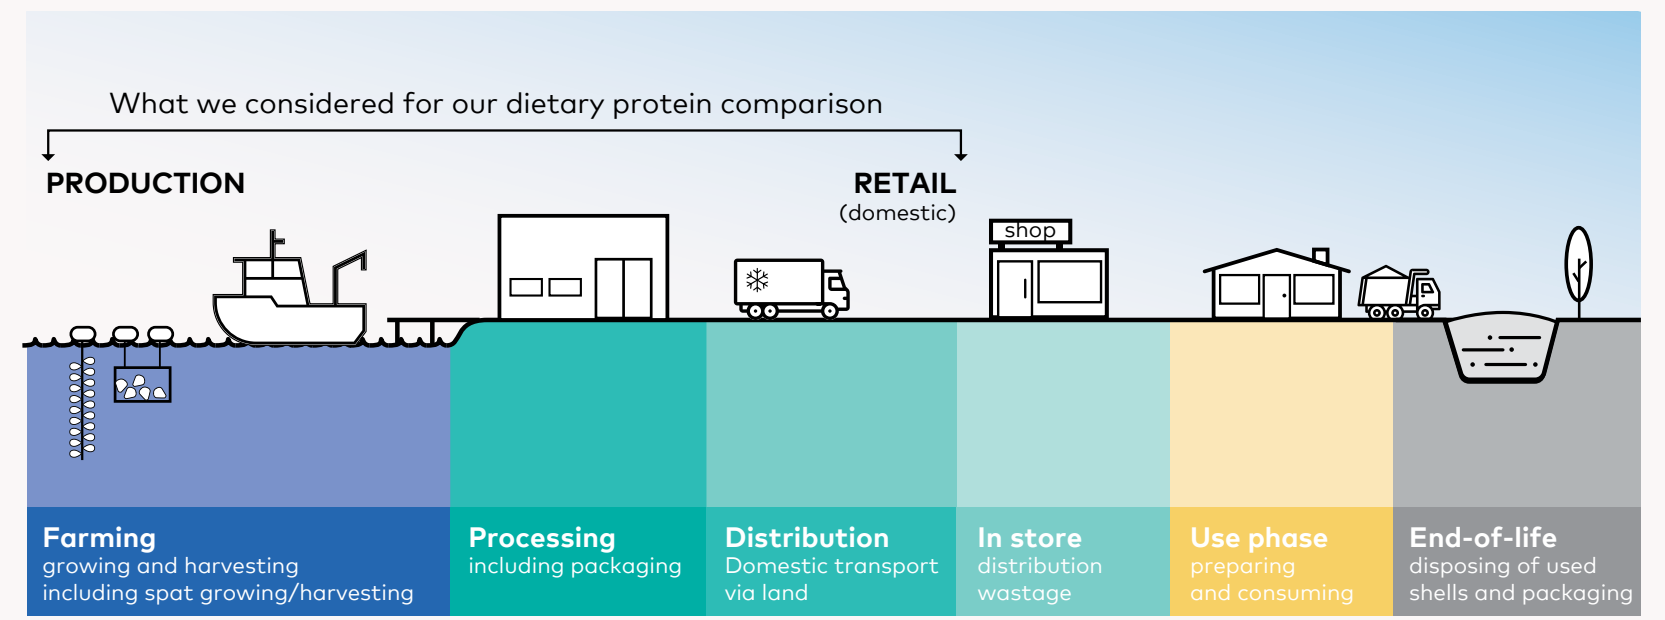 What we considered for our dietary protein comparison
PRODUCTION
RETAIL
(domestic)
shop
Farming
growing and harvesting
including spat growing/harvesting
Processing
including packaging
Distribution
Domestic transport
via land
In store
distribution
wastage
Use phase
preparing
and consuming
End-of-life
disposing of used
shells and packaging